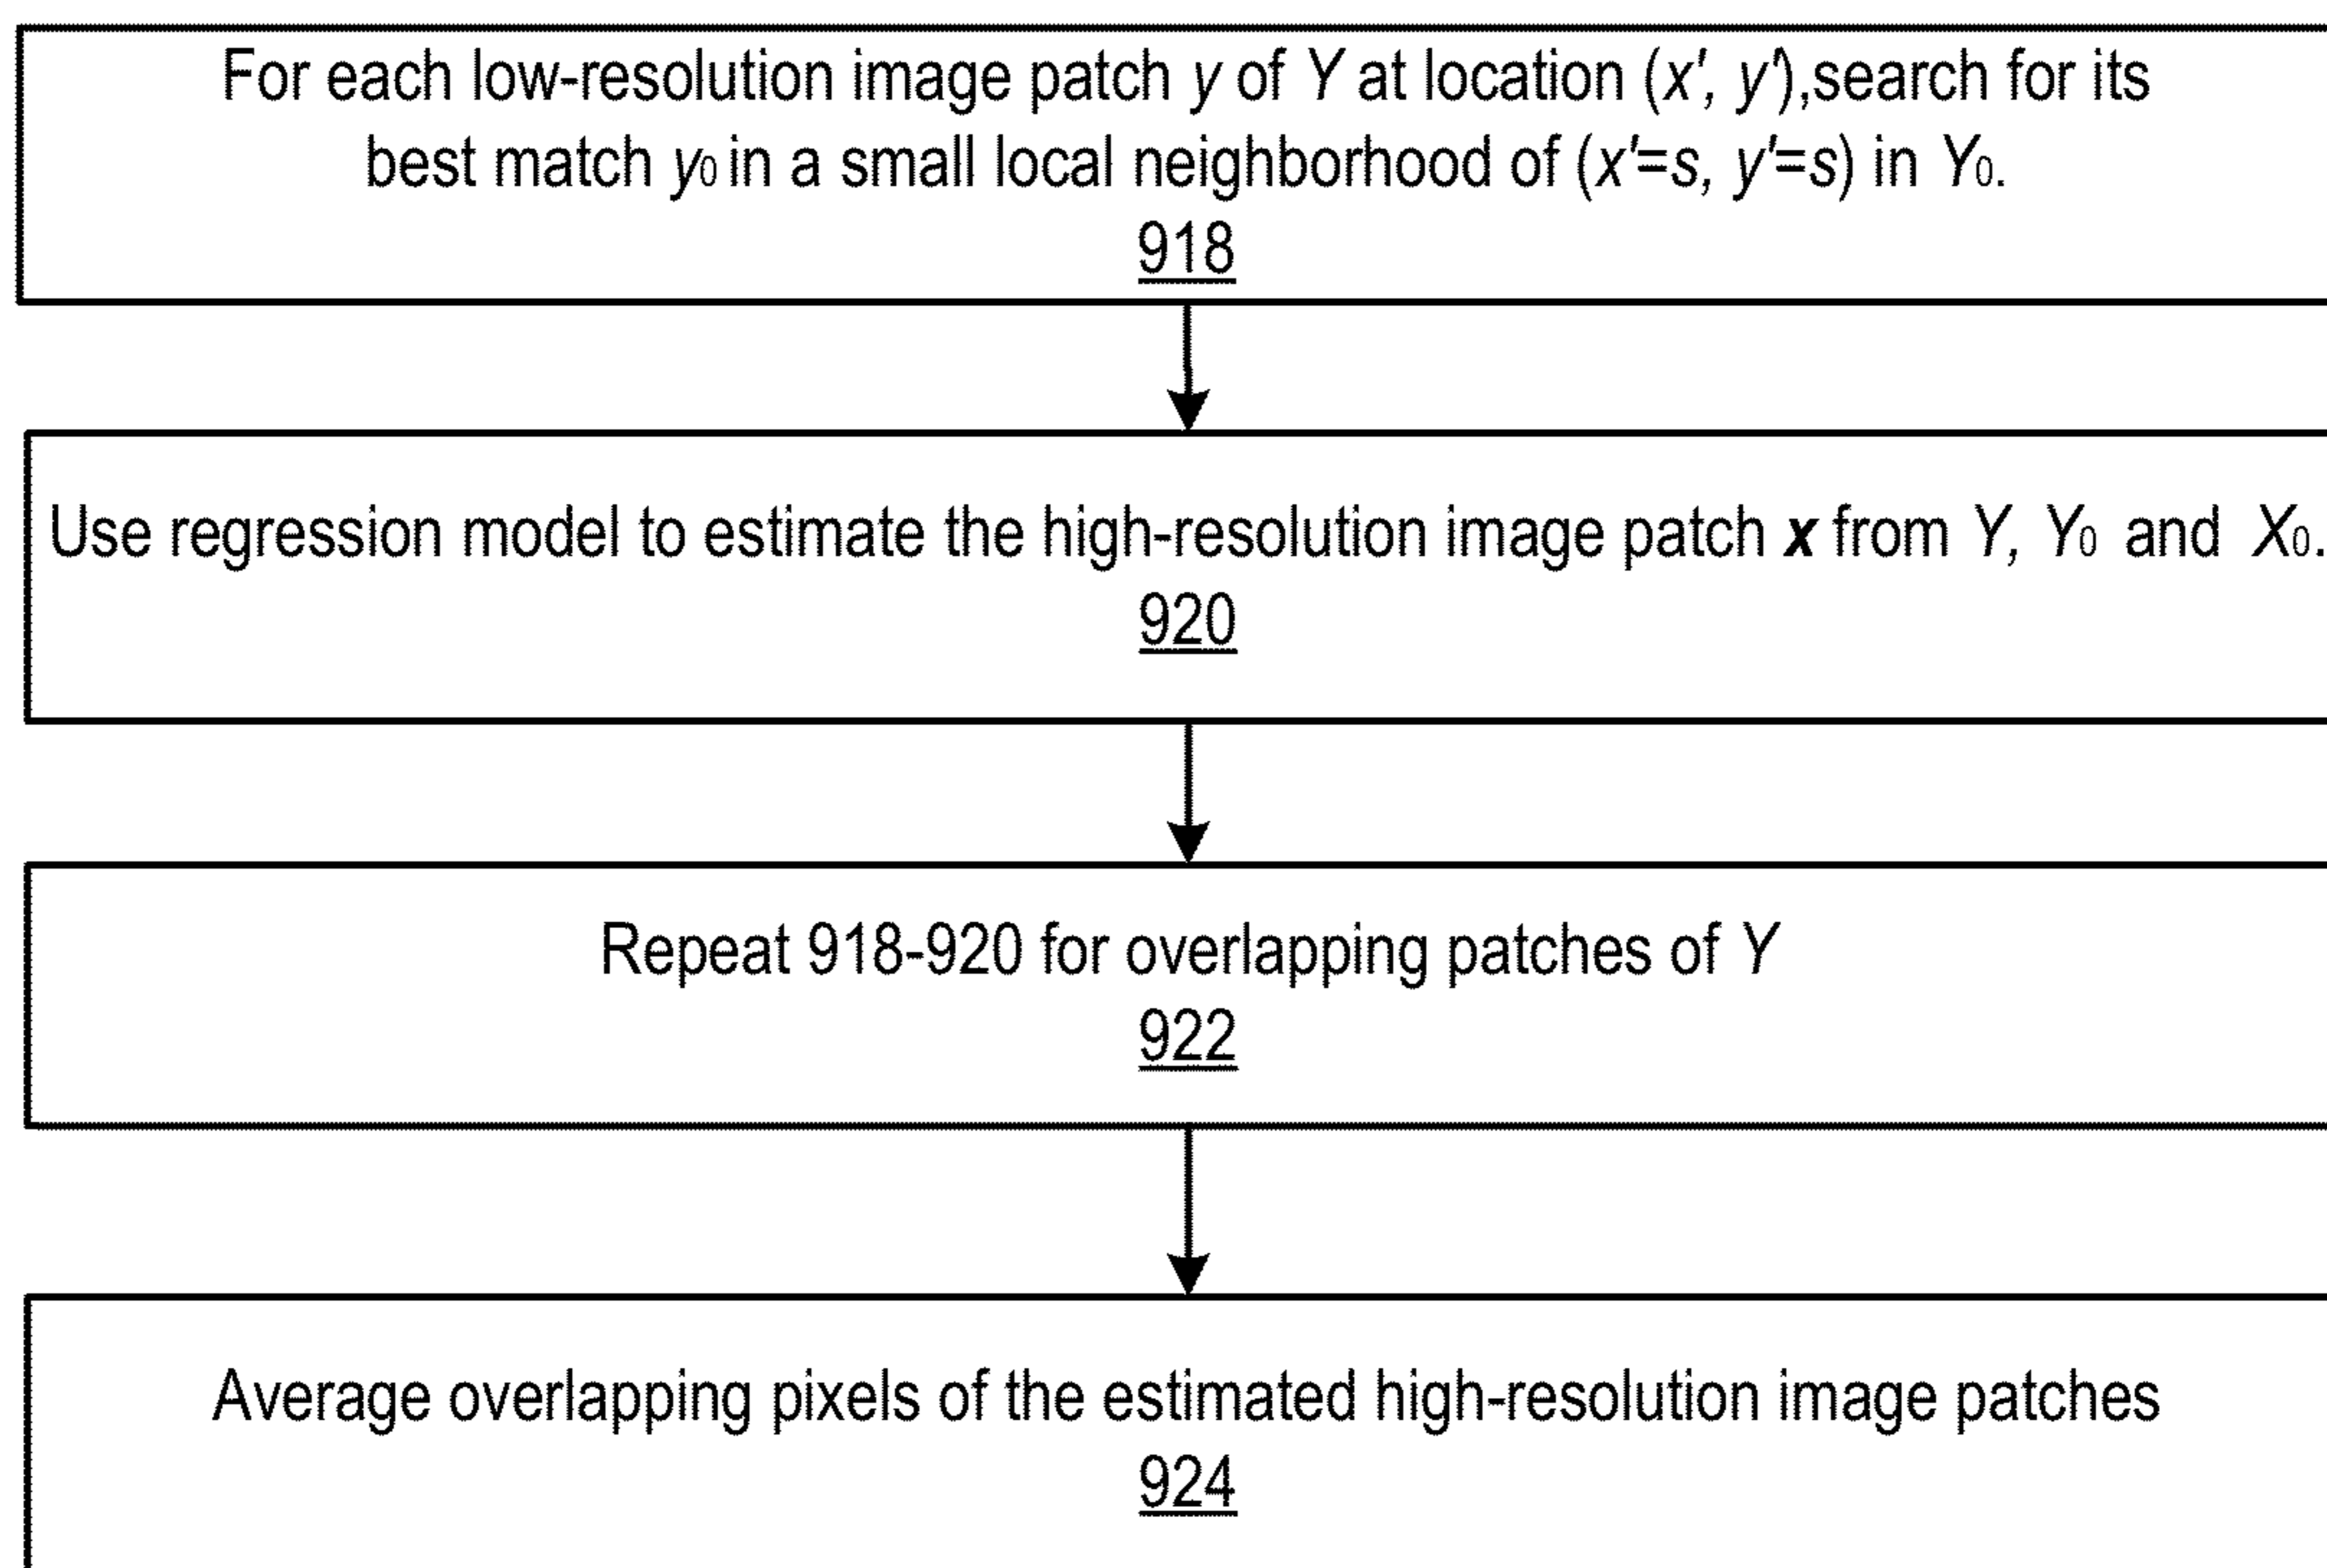 For each low-resolution image patch y of Y at location (x', y'),search for its
best match y0 in a small local neighborhood of (x'=s, y'=s) in Y0.
918
Use regression model to estimate the high-resolution image patch x from Y, Y0 and X0.
920
Repeat 918-920 for overlapping patches of Y
922
Average overlapping pixels of the estimated high-resolution image patches
924